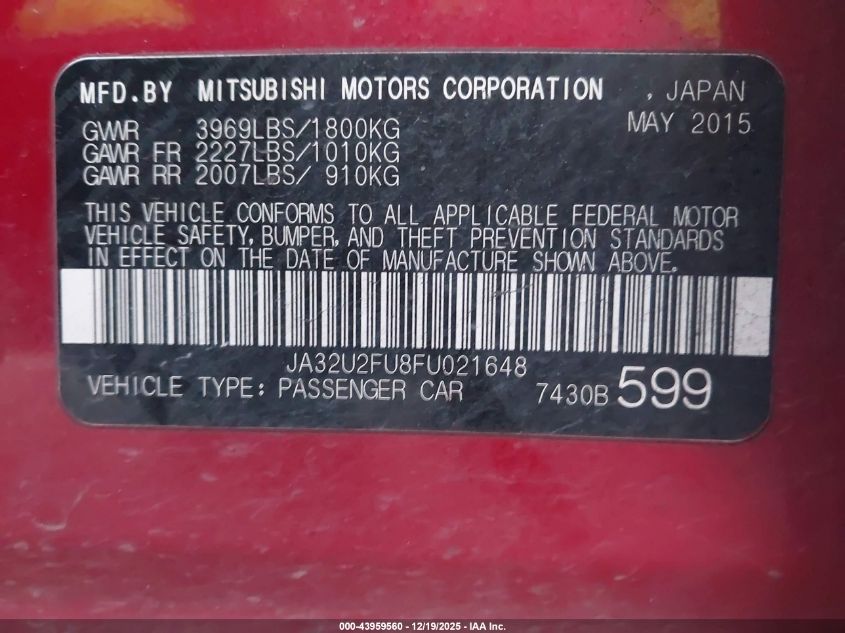 MFD.BY MITSUBISHI MOTORS CORPORATION , JAPAN
MAY 2015
GVWR 3969LBS/1800KG
GAWR FR 2227LBS/1010KG
GAWR RR 2007LBS/ 910KG
THIS VEHICLE CONFORMS TO ALL APPLICABLE FEDERAL MOTOR
VEHICLE SAFETY, BUMPER, AND THEFT PREVENTION STANDARDS
IN EFFECT ON THE DATE OF MANUFACTURE SHOWN ABOVE.
JA32U2FU8FU021648
VEHICLE TYPE: PASSENGER CAR 7430B 599
000-43959560 - 12/19/2025 - IAA Inc.